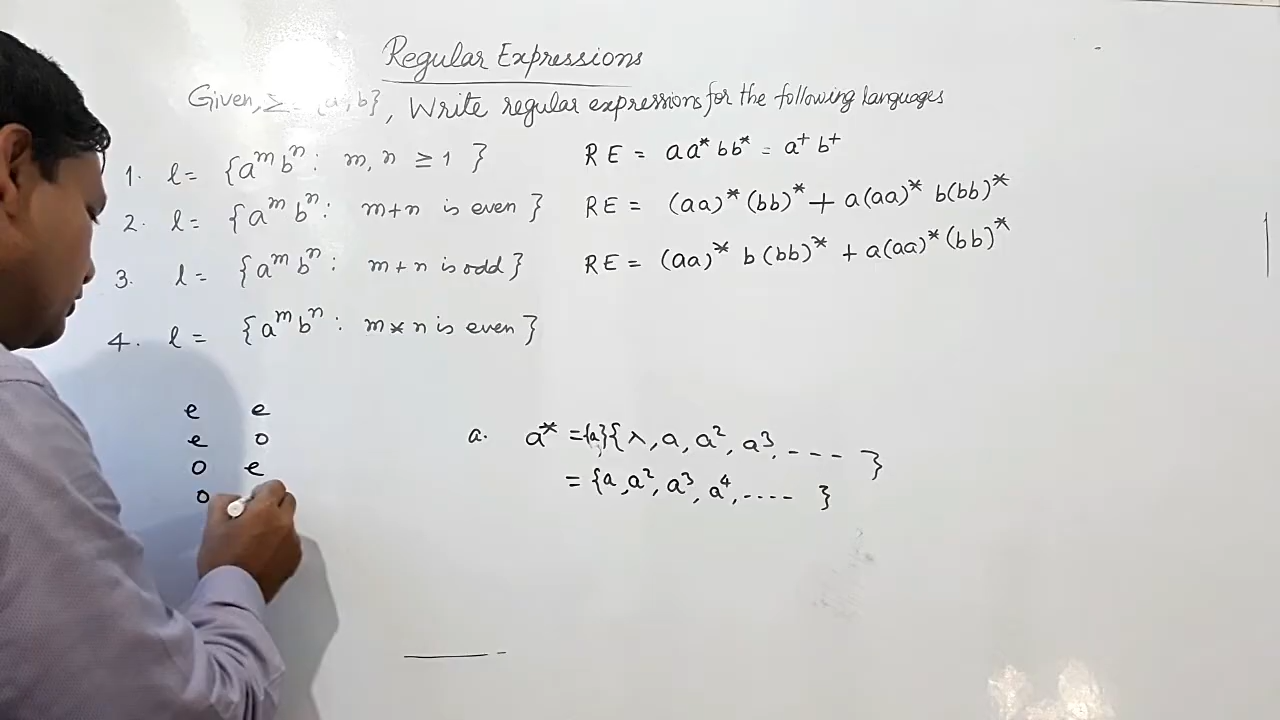 Regular Expressions
Given, Σ = {a, b}, Write regular expressions for the following languages
1. l = {a^m b^n : m, n ≥ 1 } RE = aa* bb* = a⁺ b⁺
2. l = {a^m b^n : m+n is even } RE = (aa)* (bb)* + a(aa)* b(bb)*
3. l = {a^m b^n : m+n is odd } RE = (aa)* b(bb)* + a(aa)* (bb)*
4. l = {a^m b^n : m * n is even }
e e
e o
o e
o
a. a* = {a}{λ, a, a², a³, - - - }
= {a, a², a³, a⁴, ---- }